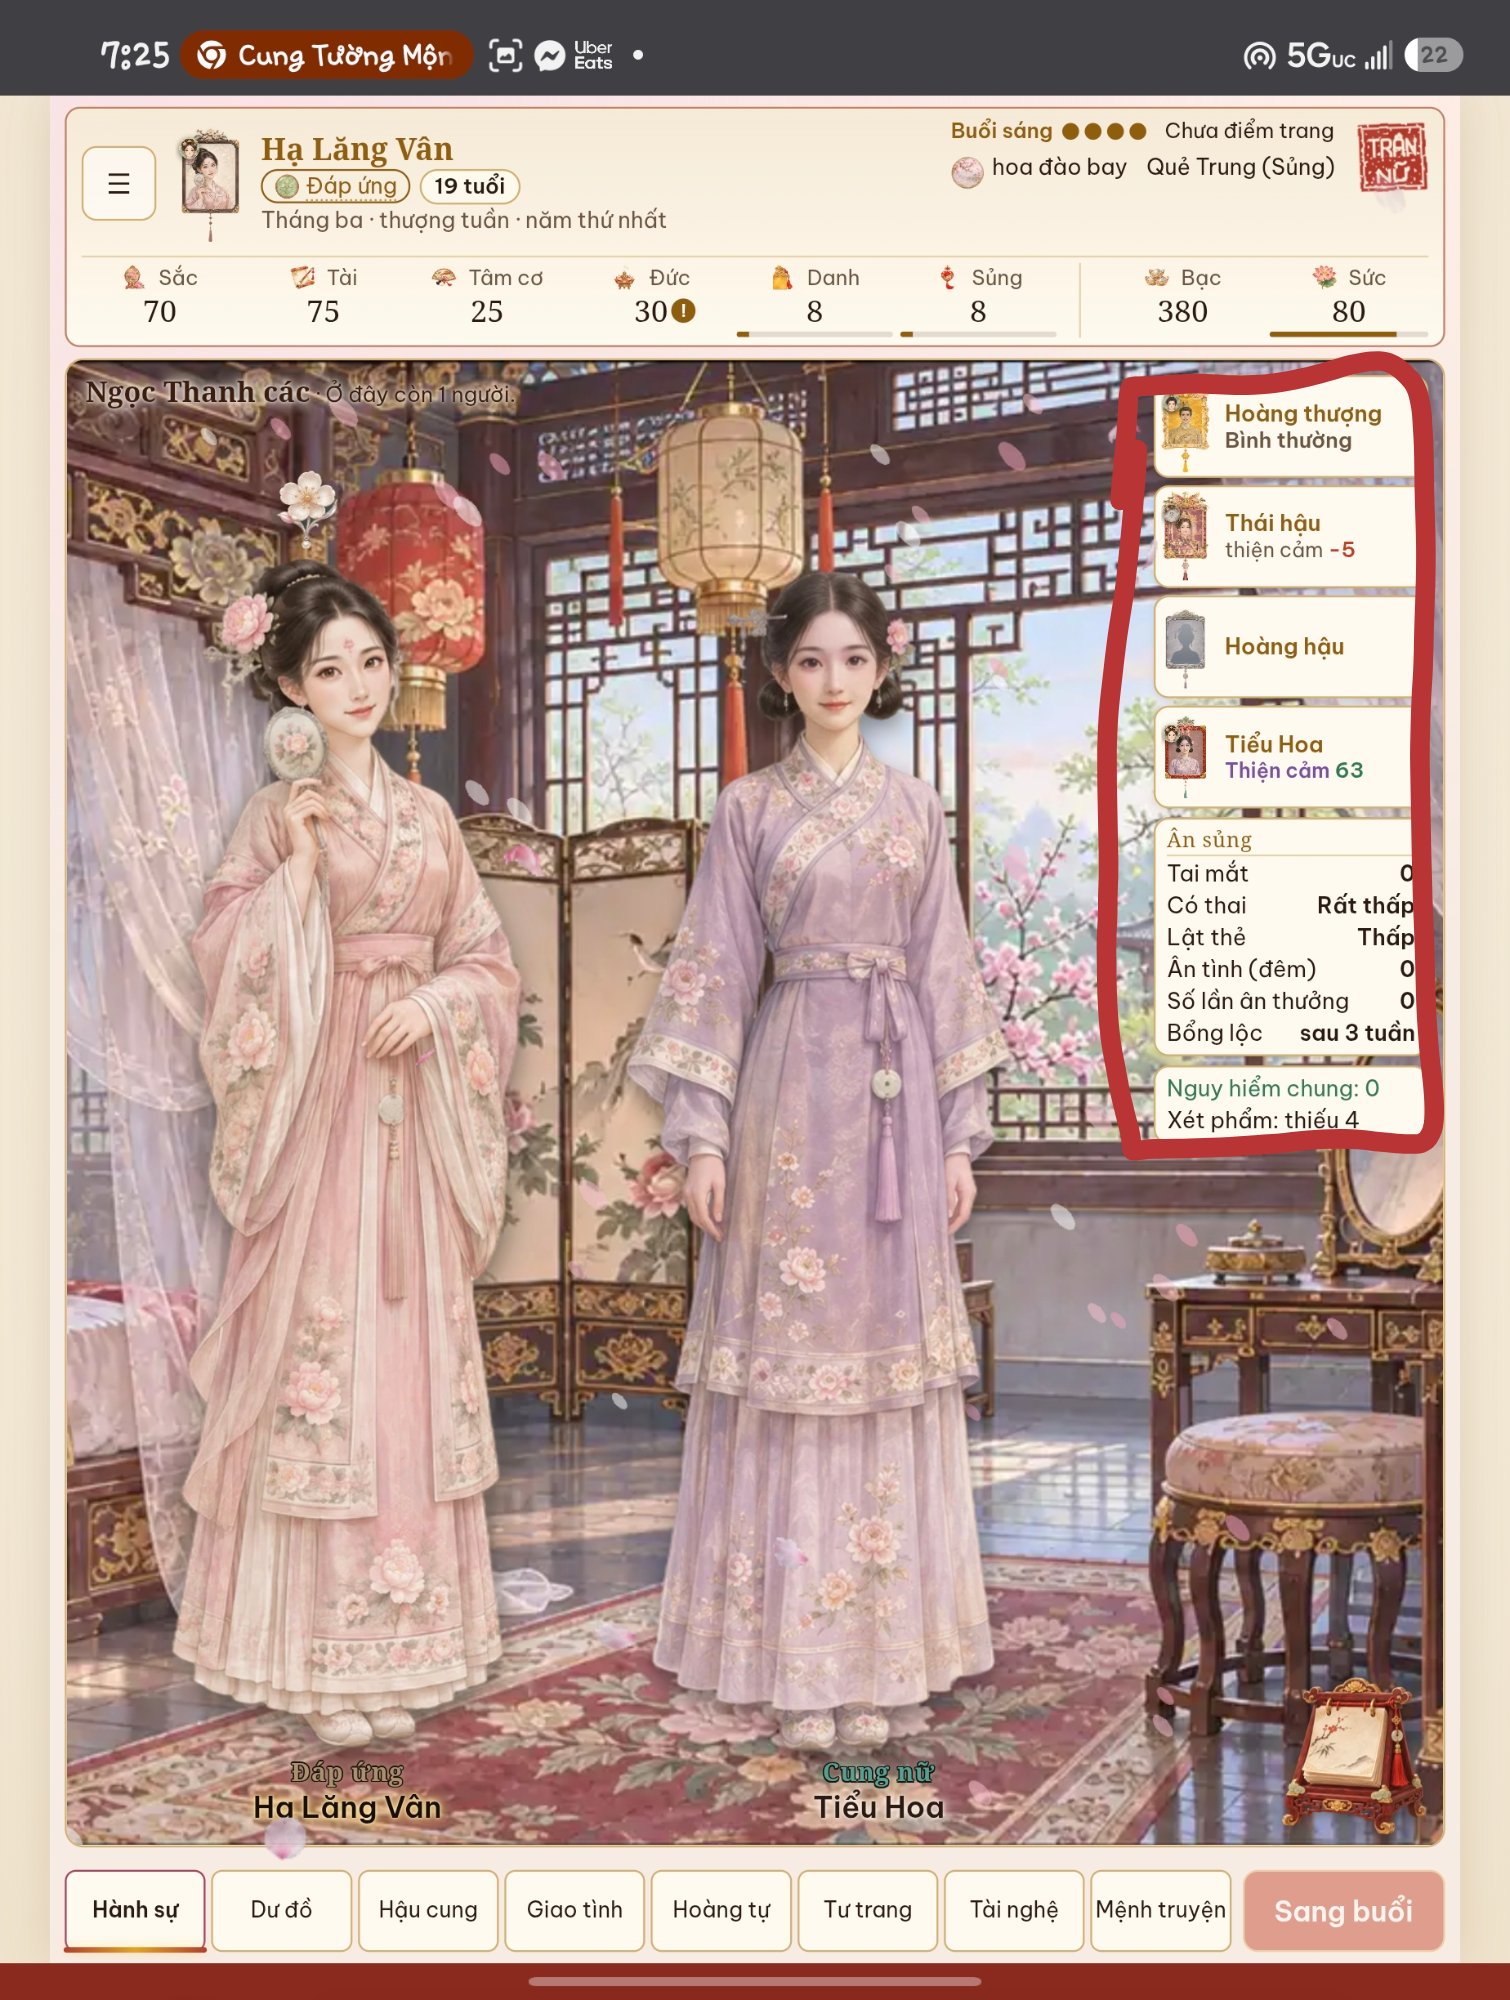 7:25
Cung Tường Mộn
Uber
Eats
5GUC
22
Hạ Lăng Vân
Đáp ứng
19 tuổi
Tháng ba · thượng tuần · năm thứ nhất
Buổi sáng
Chưa điểm trang
hoa đào bay
Quẻ Trung (Sủng)
TRÂN
NỮ
Sắc
Tài
Tâm cơ
Đức
Danh
Sủng
Bạc
Sức
70
75
25
30
!
8
8
380
80
Ngọc Thanh các · Ở đây còn 1 người.
Hoàng thượng
Bình thường
Thái hậu
thiện cảm -5
Hoàng hậu
Tiểu Hoa
Thiện cảm 63
Ân sủng
Tai mắt 0
Có thai Rất thấp
Lật thẻ Thấp
Ân tình (đêm) 0
Số lần ân thưởng 0
Bổng lộc sau 3 tuần
Nguy hiểm chung: 0
Xét phẩm: thiếu 4
Đáp ứng
Hạ Lăng Vân
Cung nữ
Tiểu Hoa
Hành sự
Dư đồ
Hậu cung
Giao tình
Hoàng tự
Tư trang
Tài nghệ
Mệnh truyện
Sang buổi